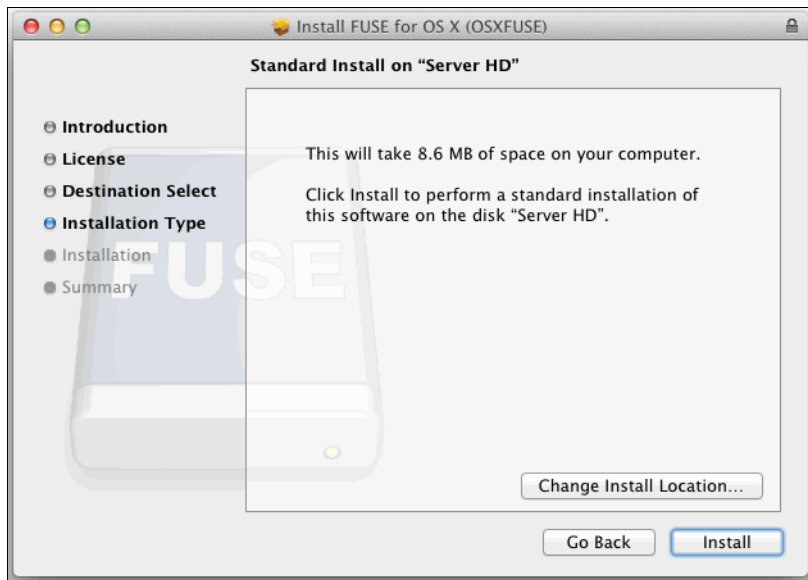 Install FUSE for OS X (OSXFUSE)
Standard Install on “Server HD”
Introduction
License
Destination Select
Installation Type
Installation
Summary
FUSE
This will take 8.6 MB of space on your computer.
Click Install to perform a standard installation of
this software on the disk “Server HD”.
Change Install Location...
Go Back
Install